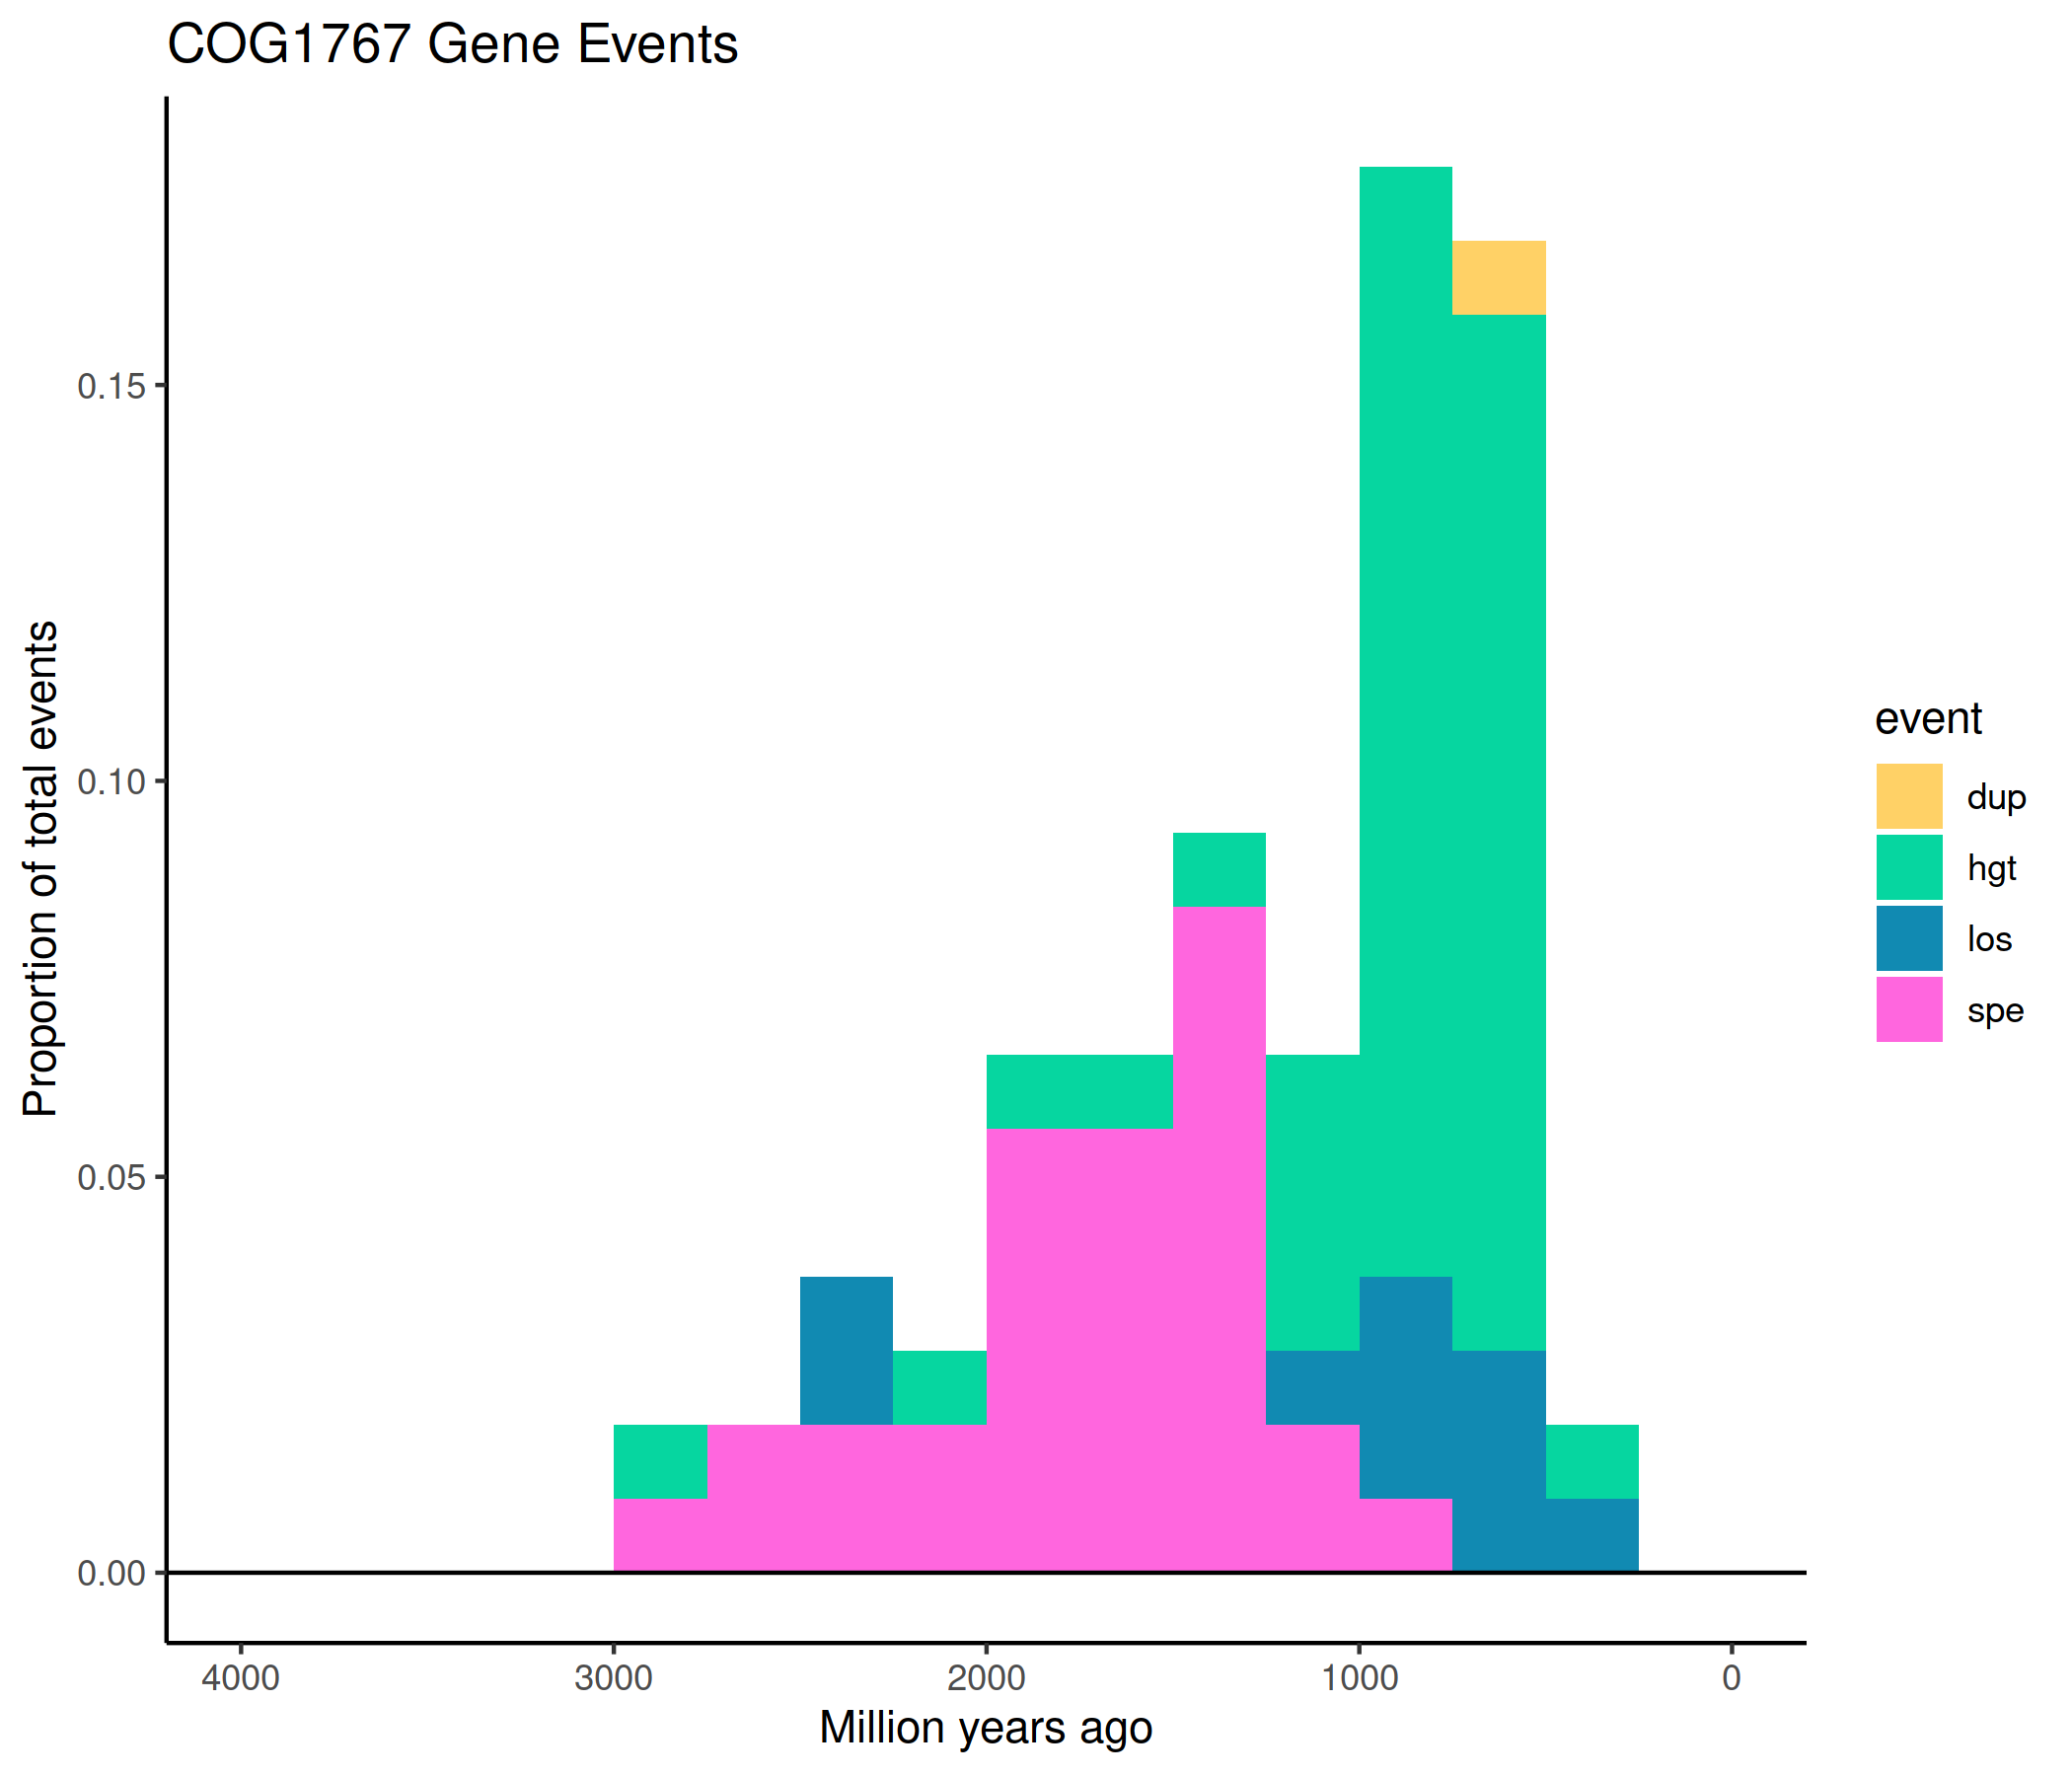 COG1767 Gene Events
Proportion of total events
0.15
0.10
0.05
0.00
4000 3000 2000 1000 0
Million years ago
event
dup
hgt
los
spe